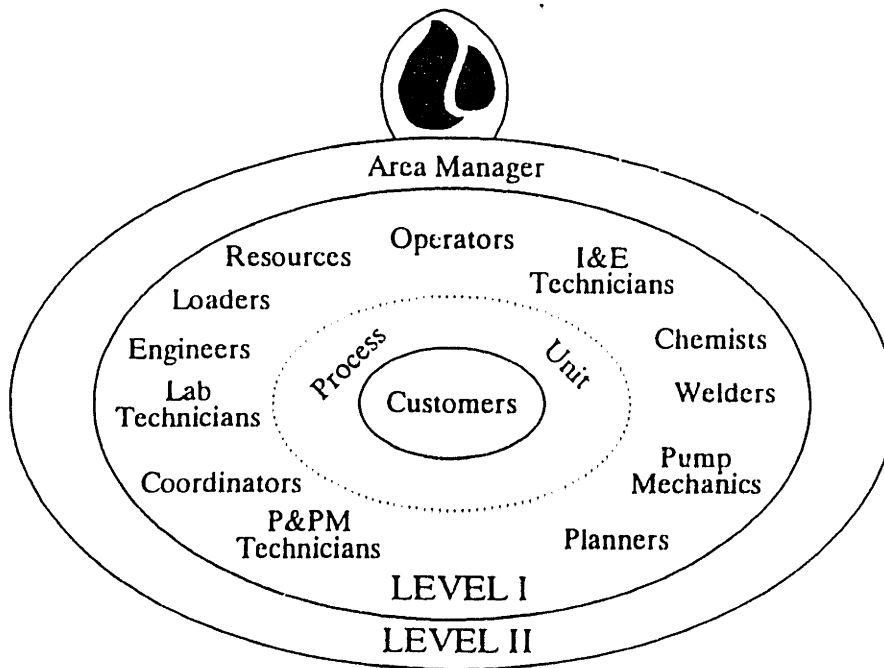 Area Manager
Operators
Resources
I&E
Technicians
Loaders
Engineers
Process
Unit
Chemists
Lab
Technicians
Customers
Welders
Coordinators
Pump
Mechanics
P&PM
Technicians
Planners
LEVEL I
LEVEL II